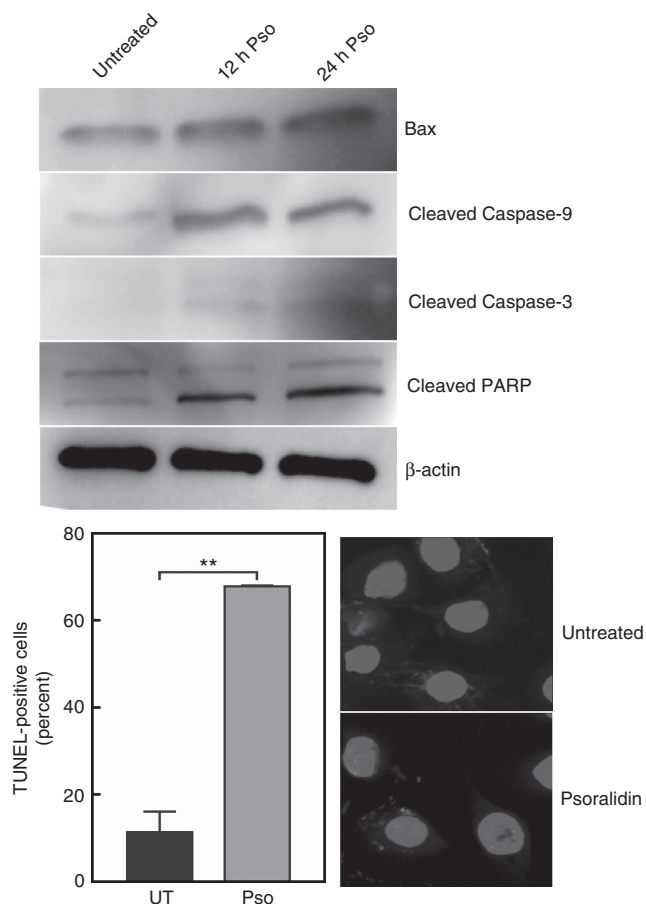 Untreated
12 h Pso
24 h Pso
Bax
Cleaved Caspase-9
Cleaved Caspase-3
Cleaved PARP
β-actin
80
60
40
20
0
TUNEL-positive cells
(percent)
**
UT
Pso
Untreated
Psoralidin